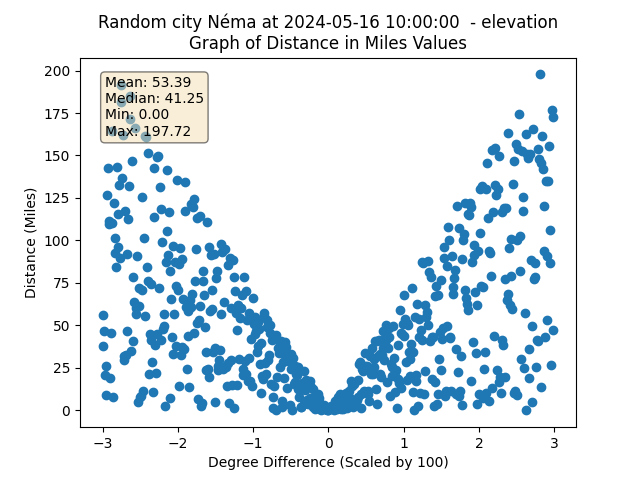 Random city Néma at 2024-05-16 10:00:00  - elevation
Graph of Distance in Miles Values
Mean: 53.39
Median: 41.25
Min: 0.00
Max: 197.72
Distance (Miles)
200
175
150
125
100
75
50
25
0
−3
−2
−1
0
1
2
3
Degree Difference (Scaled by 100)